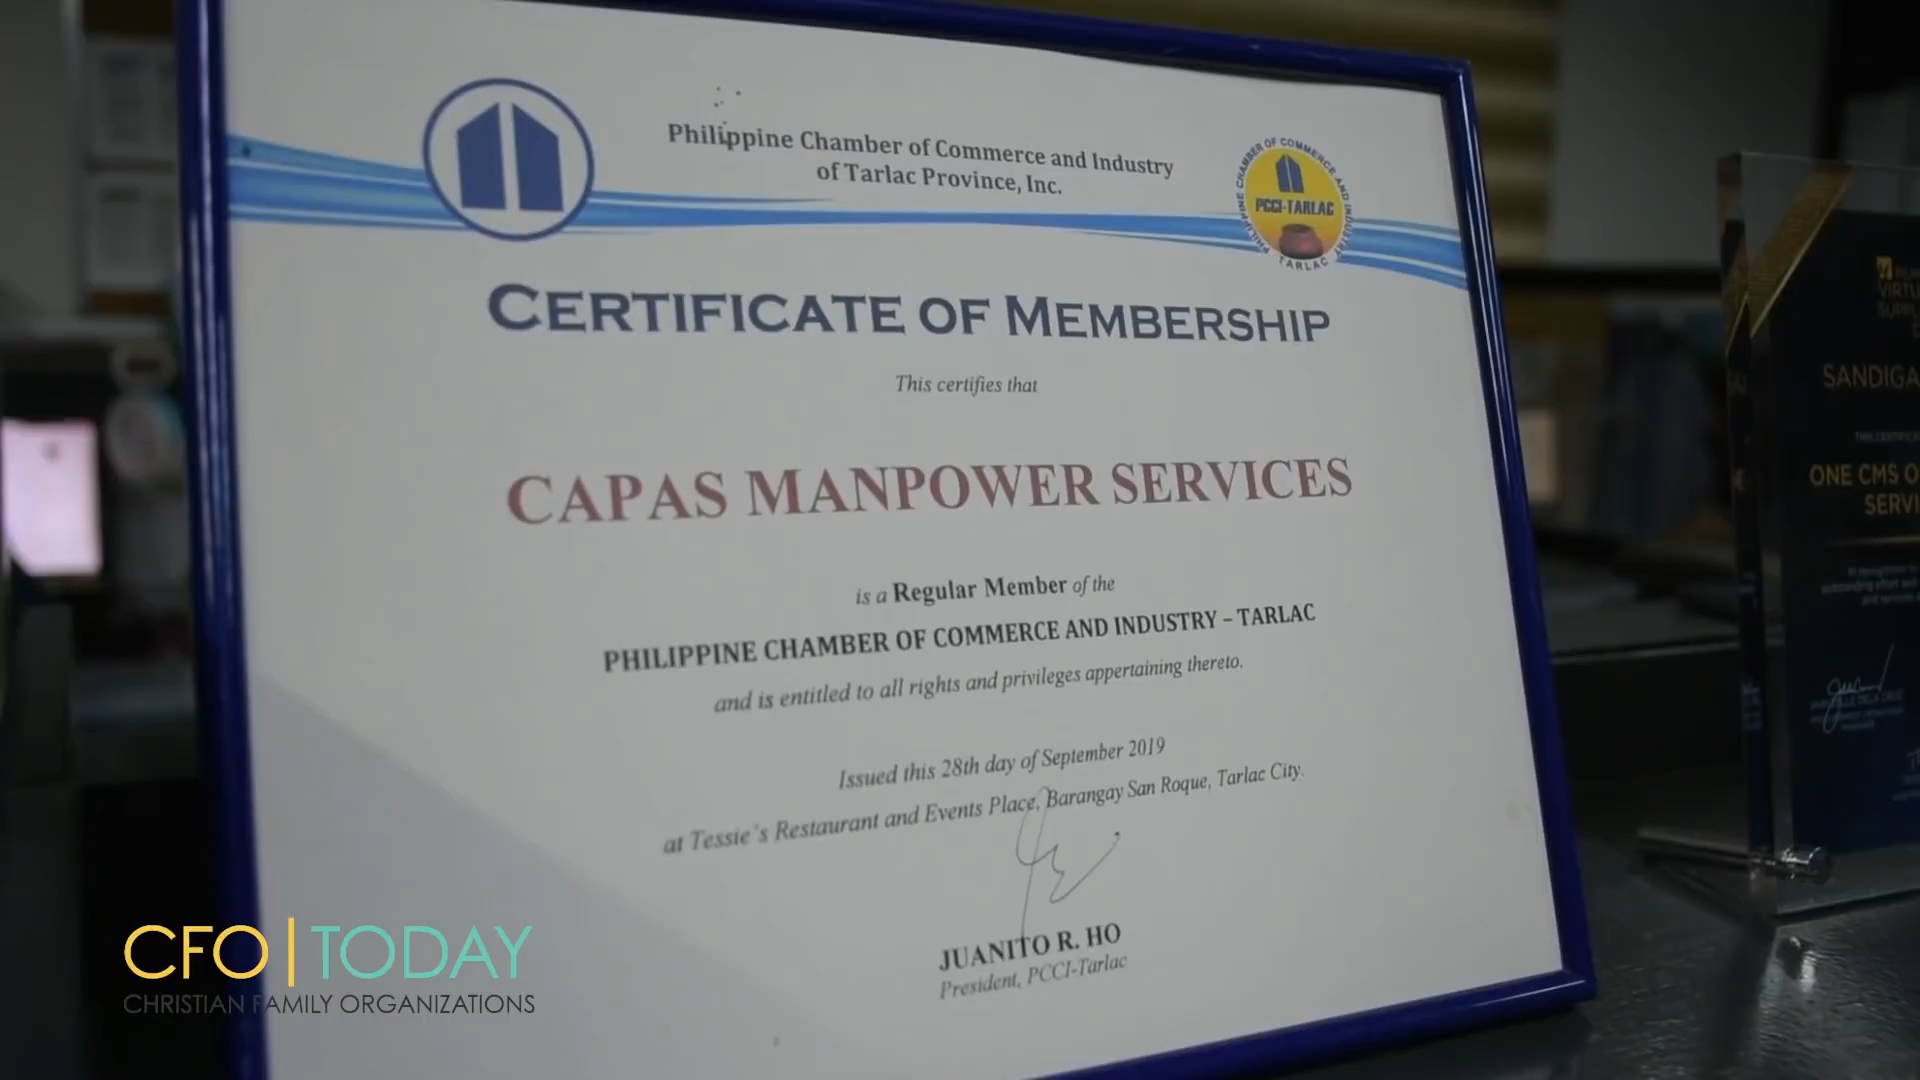 Philippine Chamber of Commerce and Industry
of Tarlac Province, Inc.
PHILIPPINE CHAMBER OF COMMERCE AND INDUSTRY
PCCI-TARLAC
TARLAC
CERTIFICATE OF MEMBERSHIP
This certifies that
CAPAS MANPOWER SERVICES
is a Regular Member of the
PHILIPPINE CHAMBER OF COMMERCE AND INDUSTRY – TARLAC
and is entitled to all rights and privileges appertaining thereto.
Issued this 28th day of September 2019
at Tessie's Restaurant and Events Place, Barangay San Roque, Tarlac City.
JUANITO R. HO
President, PCCI-Tarlac
SANDIGA
ONE CMS O
SERVI
CFO|TODAY
CHRISTIAN FAMILY ORGANIZATIONS